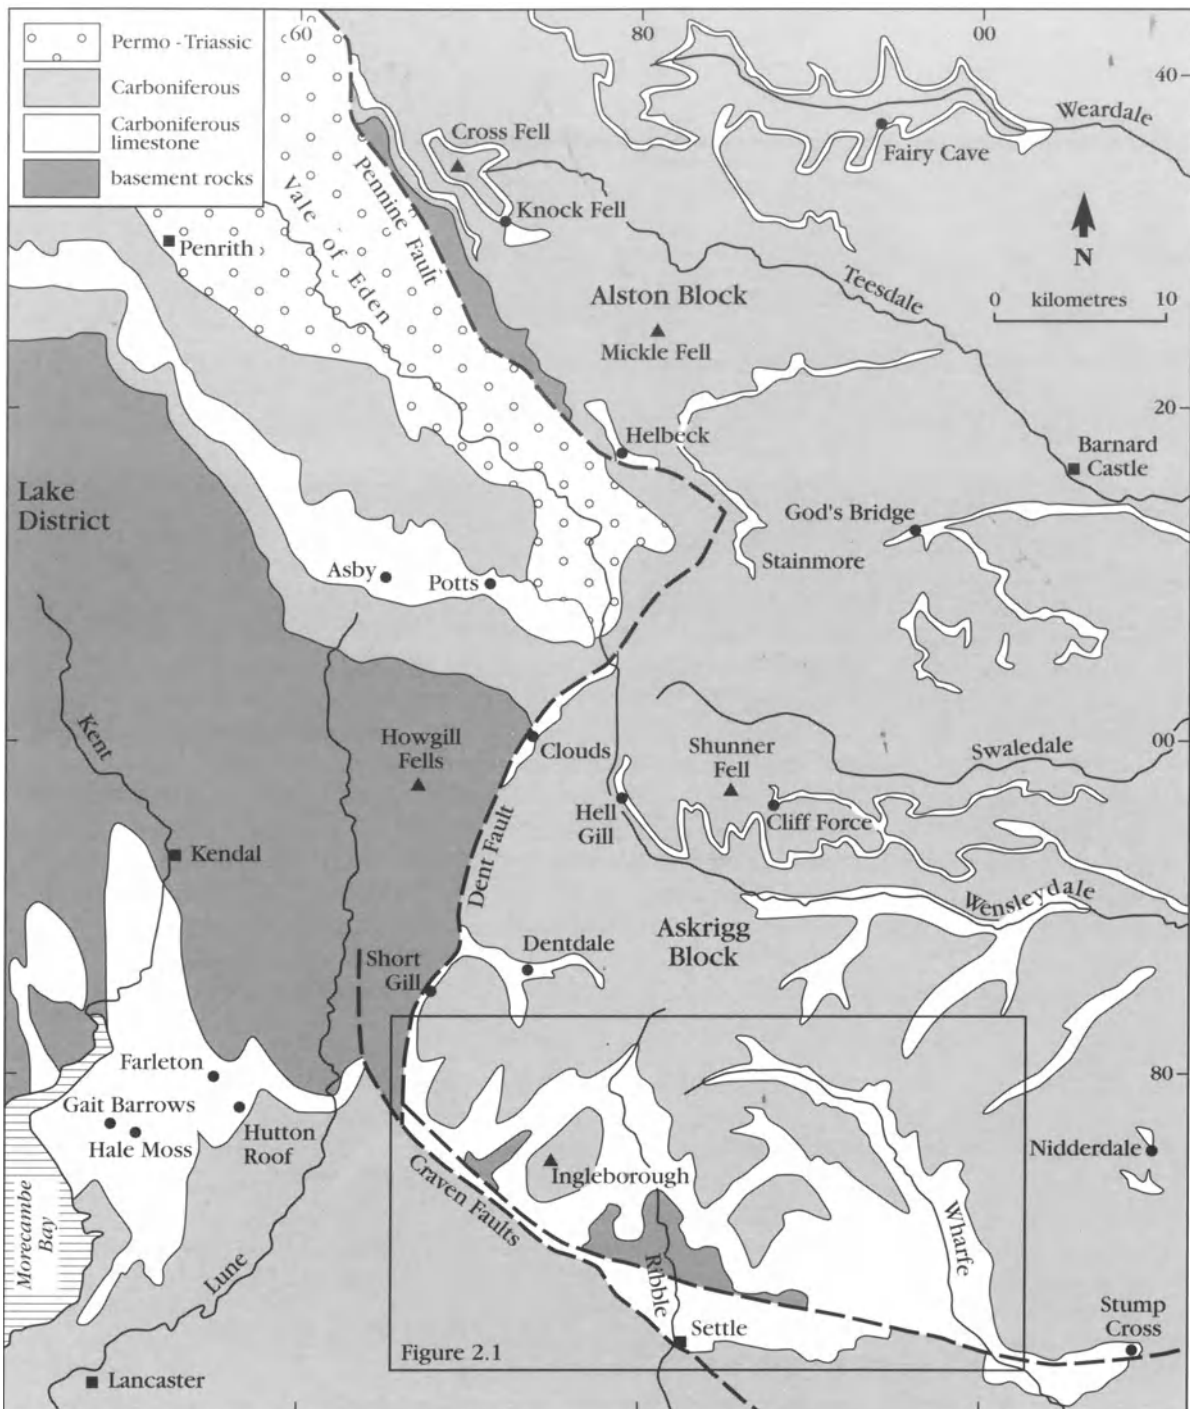 Permo - Triassic
Carboniferous
Carboniferous
limestone
basement rocks
60
80
00
40
Weardale
Cross Fell
Fairy Cave
Pennine Fault
Vale of Eden
Knock Fell
Penrith
N
Teesdale
0 kilometres 10
Alston Block
Mickle Fell
20
Helbeck
Barnard
Castle
Lake
District
God's Bridge
Stainmore
Asby
Potts
Kent
Howgill
Fells
Clouds
Shunner
Fell
Swaledale
00
Hell
Gill
Cliff Force
Kendal
Dent Fault
Wensleydale
Askrigg
Block
Dentdale
Short
Gill
Farleton
80
Gait Barrows
Hale Moss
Hutton
Roof
Nidderdale
Ingleborough
Craven Faults
Morecambe
Bay
Lune
Ribble
Wharfe
Stump
Cross
Settle
Figure 2.1
Lancaster